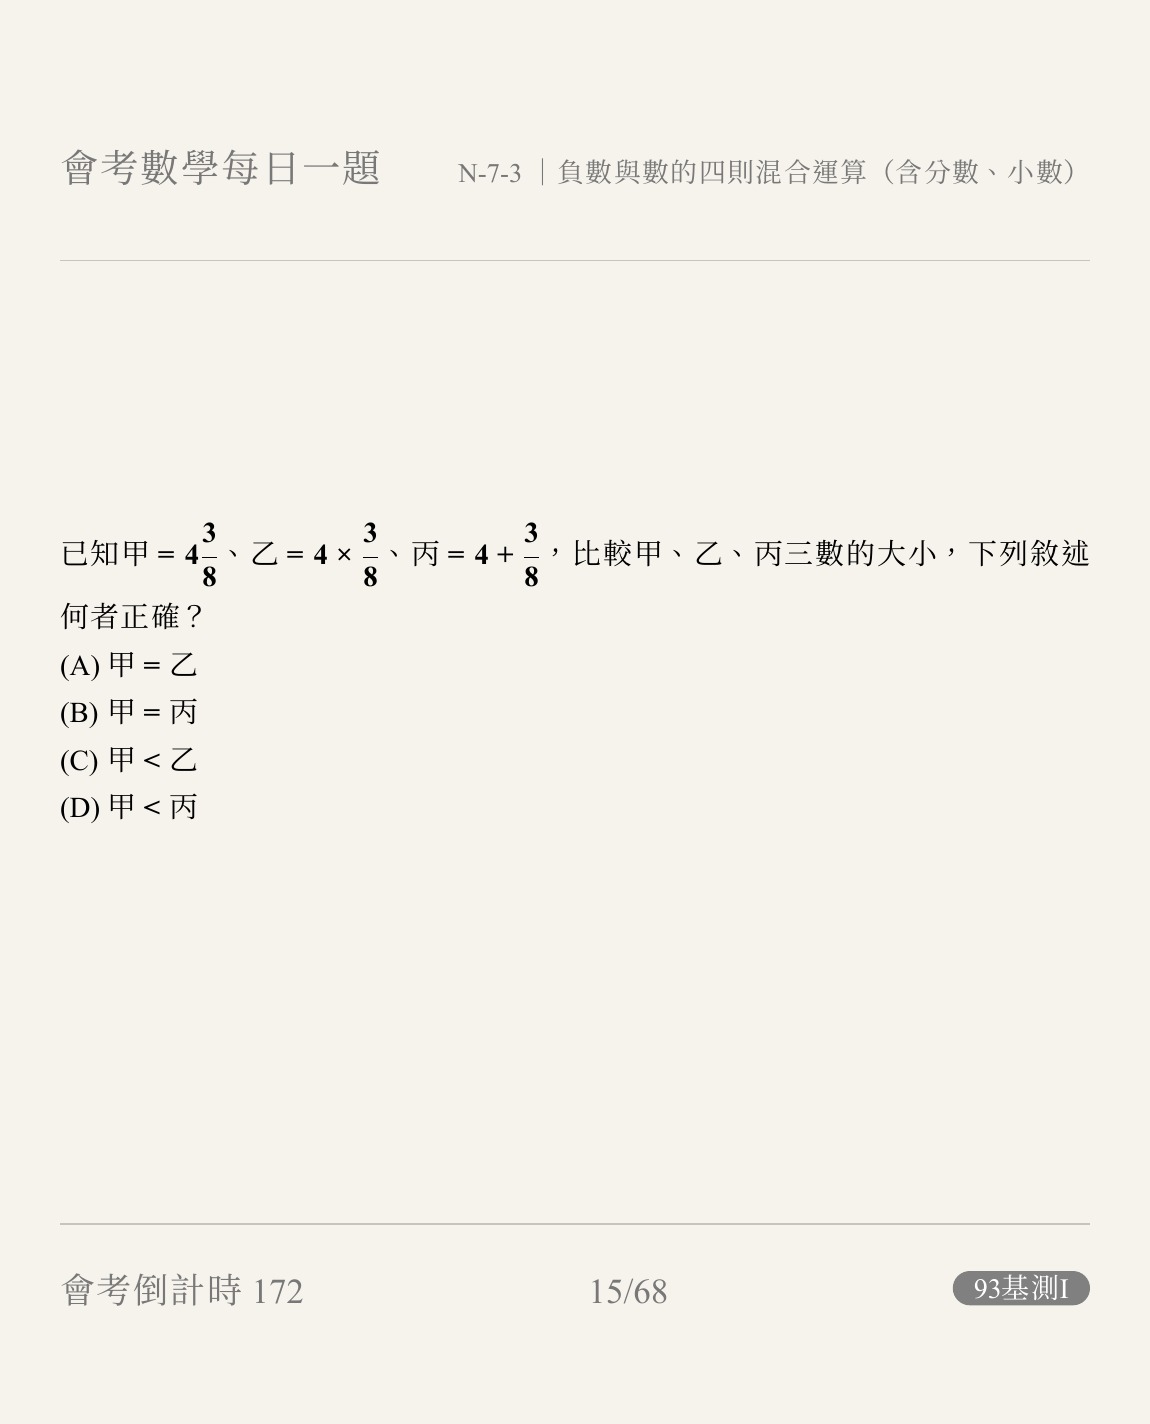 會考數學每日一題
N-7-3 │負數與數的四則混合運算（含分數、小數）
已知甲 = 4 3/8、乙 = 4 × 3/8、丙 = 4 + 3/8，比較甲、乙、丙三數的大小，下列敘述
何者正確？
(A) 甲 = 乙
(B) 甲 = 丙
(C) 甲 < 乙
(D) 甲 < 丙
會考倒計時 172
15/68
93基測I